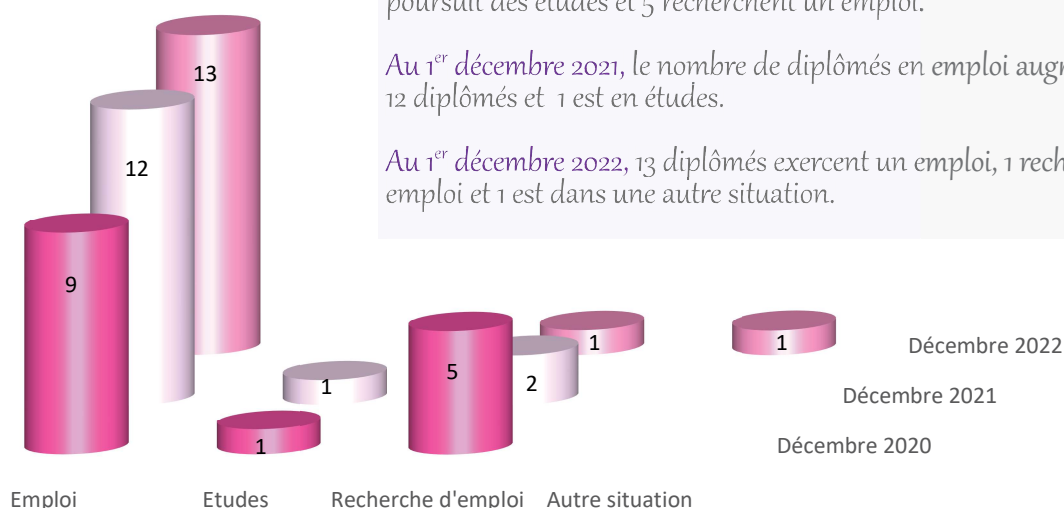 poursuit des études et 5 recherchent un emploi.
Au 1er décembre 2021, le nombre de diplômés en emploi
12 diplômés et 1 est en études.
Au 1er décembre 2022, 13 diplômés exercent un emploi, 1
emploi et 1 est dans une autre situation.
13
12
9
1
1
5
2
1
1
Décembre 2022
Décembre 2021
Décembre 2020
Emploi
Etudes
Recherche d'emploi
Autre situation